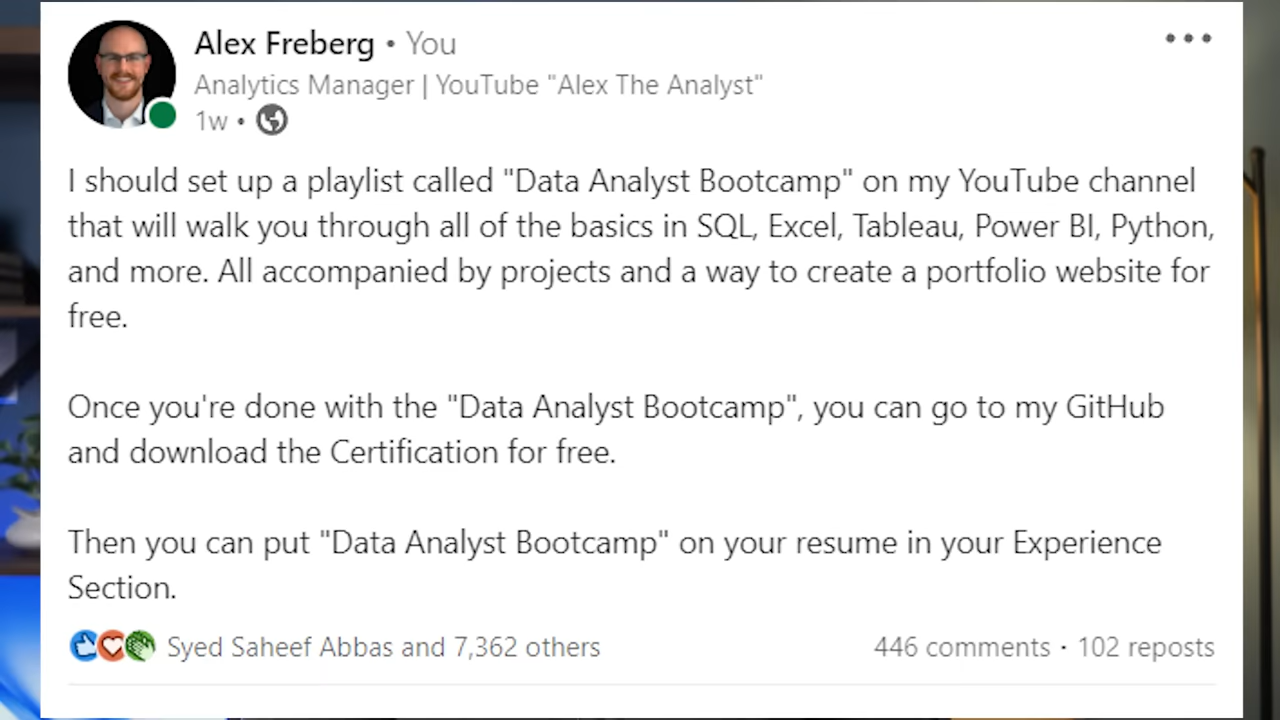 Alex Freberg • You
Analytics Manager | YouTube "Alex The Analyst"
1w •
I should set up a playlist called "Data Analyst Bootcamp" on my YouTube channel
that will walk you through all of the basics in SQL, Excel, Tableau, Power BI, Python,
and more. All accompanied by projects and a way to create a portfolio website for
free.
Once you're done with the "Data Analyst Bootcamp", you can go to my GitHub
and download the Certification for free.
Then you can put "Data Analyst Bootcamp" on your resume in your Experience
Section.
Syed Saheef Abbas and 7,362 others
446 comments · 102 reposts